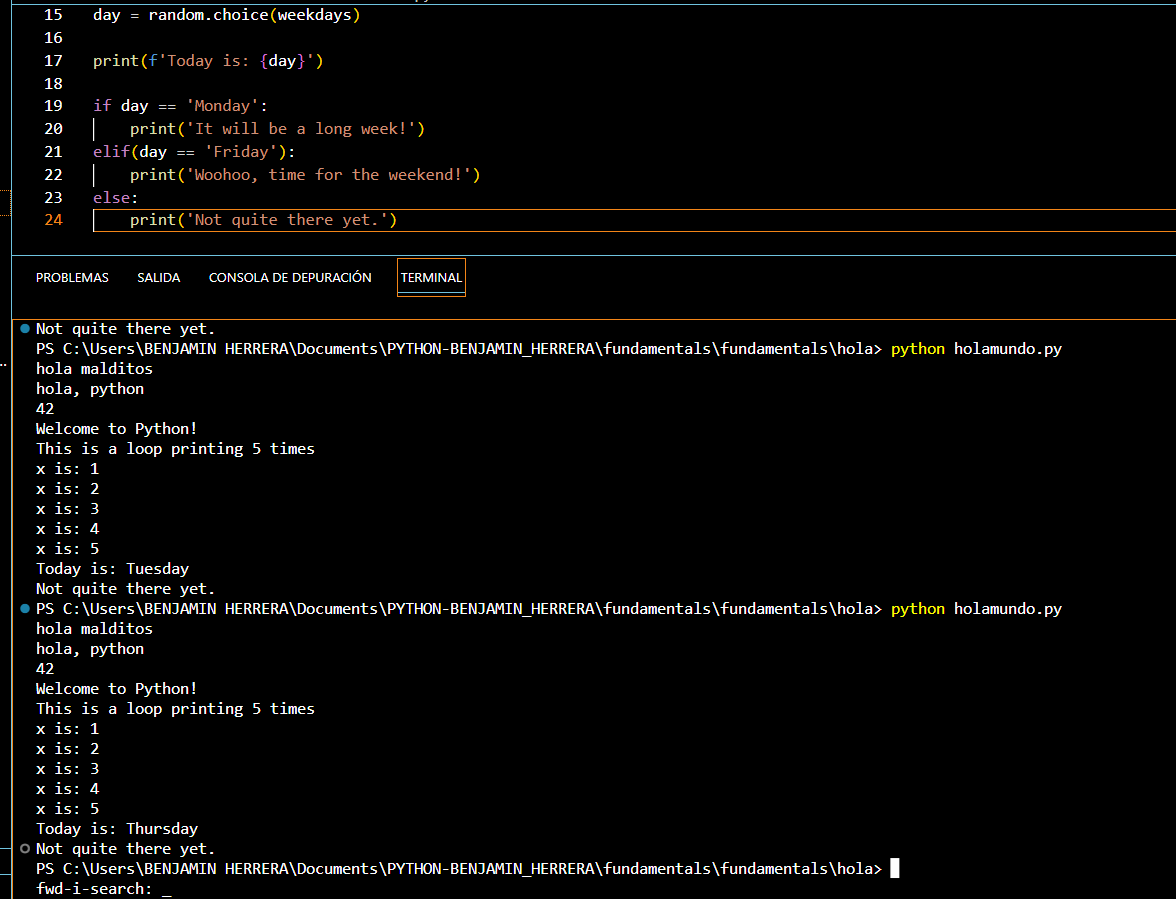 15 day = random.choice(weekdays)
16
17 print(f'Today is: {day}')
18
19 if day == 'Monday':
20     print('It will be a long week!')
21 elif(day == 'Friday'):
22     print('Woohoo, time for the weekend!')
23 else:
24     print('Not quite there yet.')
PROBLEMAS SALIDA CONSOLA DE DEPURACIÓN TERMINAL
Not quite there yet.
PS C:\Users\BENJAMIN HERRERA\Documents\PYTHON-BENJAMIN_HERRERA\fundamentals\fundamentals\hola> python holamundo.py
hola malditos
hola, python
42
Welcome to Python!
This is a loop printing 5 times
x is: 1
x is: 2
x is: 3
x is: 4
x is: 5
Today is: Tuesday
Not quite there yet.
PS C:\Users\BENJAMIN HERRERA\Documents\PYTHON-BENJAMIN_HERRERA\fundamentals\fundamentals\hola> python holamundo.py
hola malditos
hola, python
42
Welcome to Python!
This is a loop printing 5 times
x is: 1
x is: 2
x is: 3
x is: 4
x is: 5
Today is: Thursday
Not quite there yet.
PS C:\Users\BENJAMIN HERRERA\Documents\PYTHON-BENJAMIN_HERRERA\fundamentals\fundamentals\hola>
fwd-i-search: _